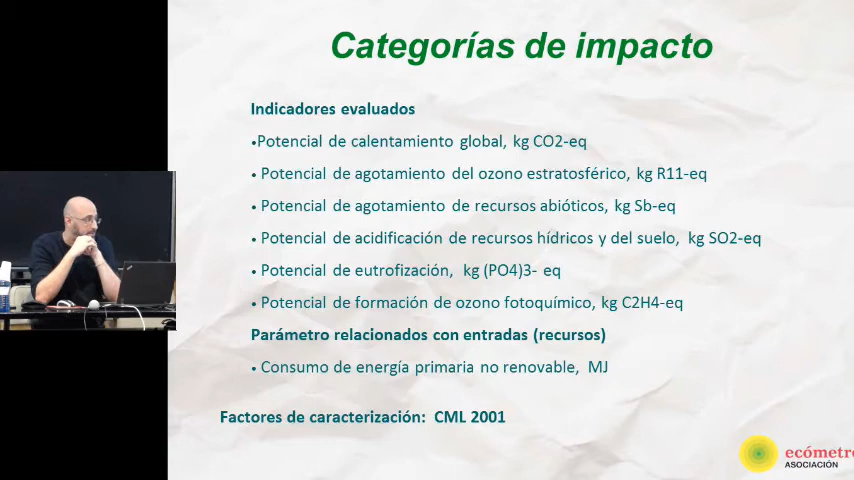 Categorías de impacto
Indicadores evaluados
•Potencial de calentamiento global, kg CO2-eq
• Potencial de agotamiento del ozono estratosférico, kg R11-eq
• Potencial de agotamiento de recursos abióticos, kg Sb-eq
• Potencial de acidificación de recursos hídricos y del suelo, kg SO2-eq
• Potencial de eutrofización, kg (PO4)3- eq
• Potencial de formación de ozono fotoquímico, kg C2H4-eq
Parámetro relacionados con entradas (recursos)
• Consumo de energía primaria no renovable, MJ
Factores de caracterización: CML 2001
ecómetro
ASOCIACIÓN